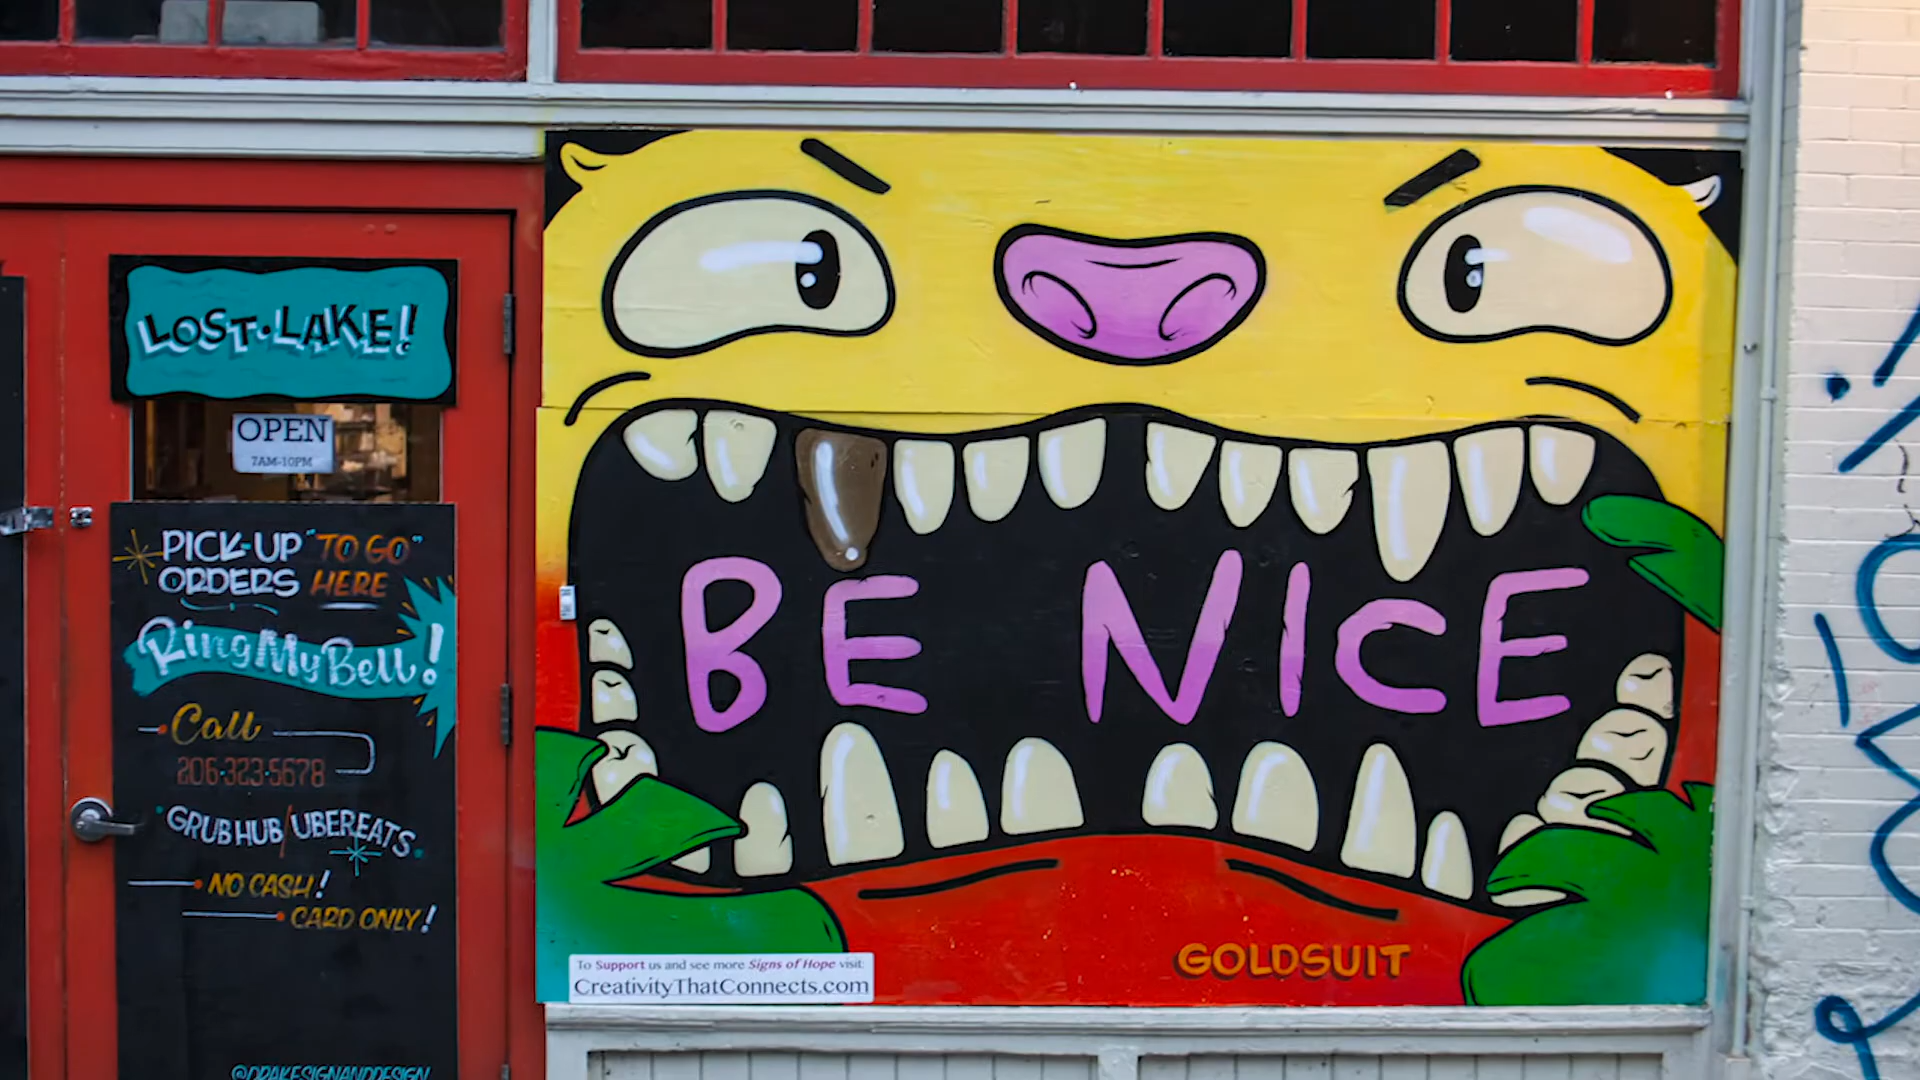 LOST•LAKE!
OPEN
7AM-10PM
PICK-UP "TO GO"
ORDERS HERE
Ring My Bell!
Call
206·323·5678
GRUBHUB/UBEREATS
NO CASH!
CARD ONLY!
@DRAKESIGNANDDESIGN
BE NICE
GOLDSUIT
To Support us and see more Signs of Hope visit:
CreativityThatConnects.com